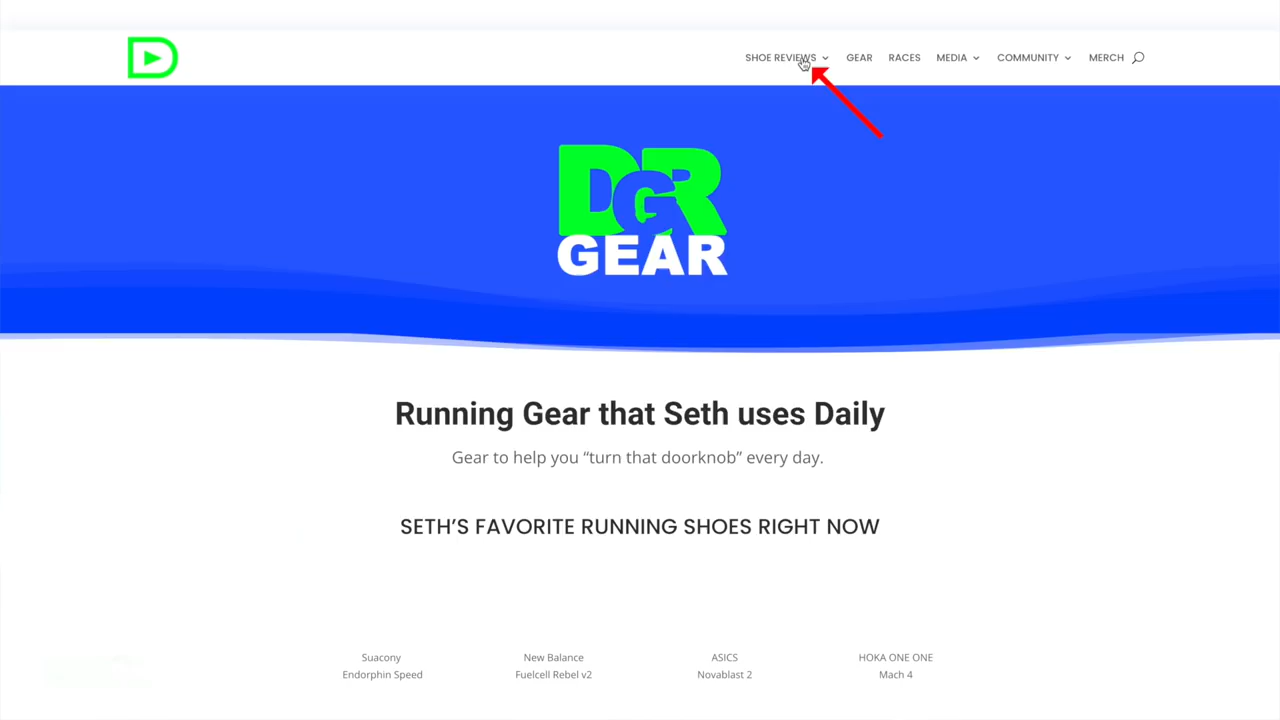 D
SHOE REVIEWS GEAR RACES MEDIA COMMUNITY MERCH
DGR
GEAR
Running Gear that Seth uses Daily
Gear to help you “turn that doorknob” every day.
SETH’S FAVORITE RUNNING SHOES RIGHT NOW
Suacony New Balance ASICS HOKA ONE ONE
Endorphin Speed Fuelcell Rebel v2 Novablast 2 Mach 4